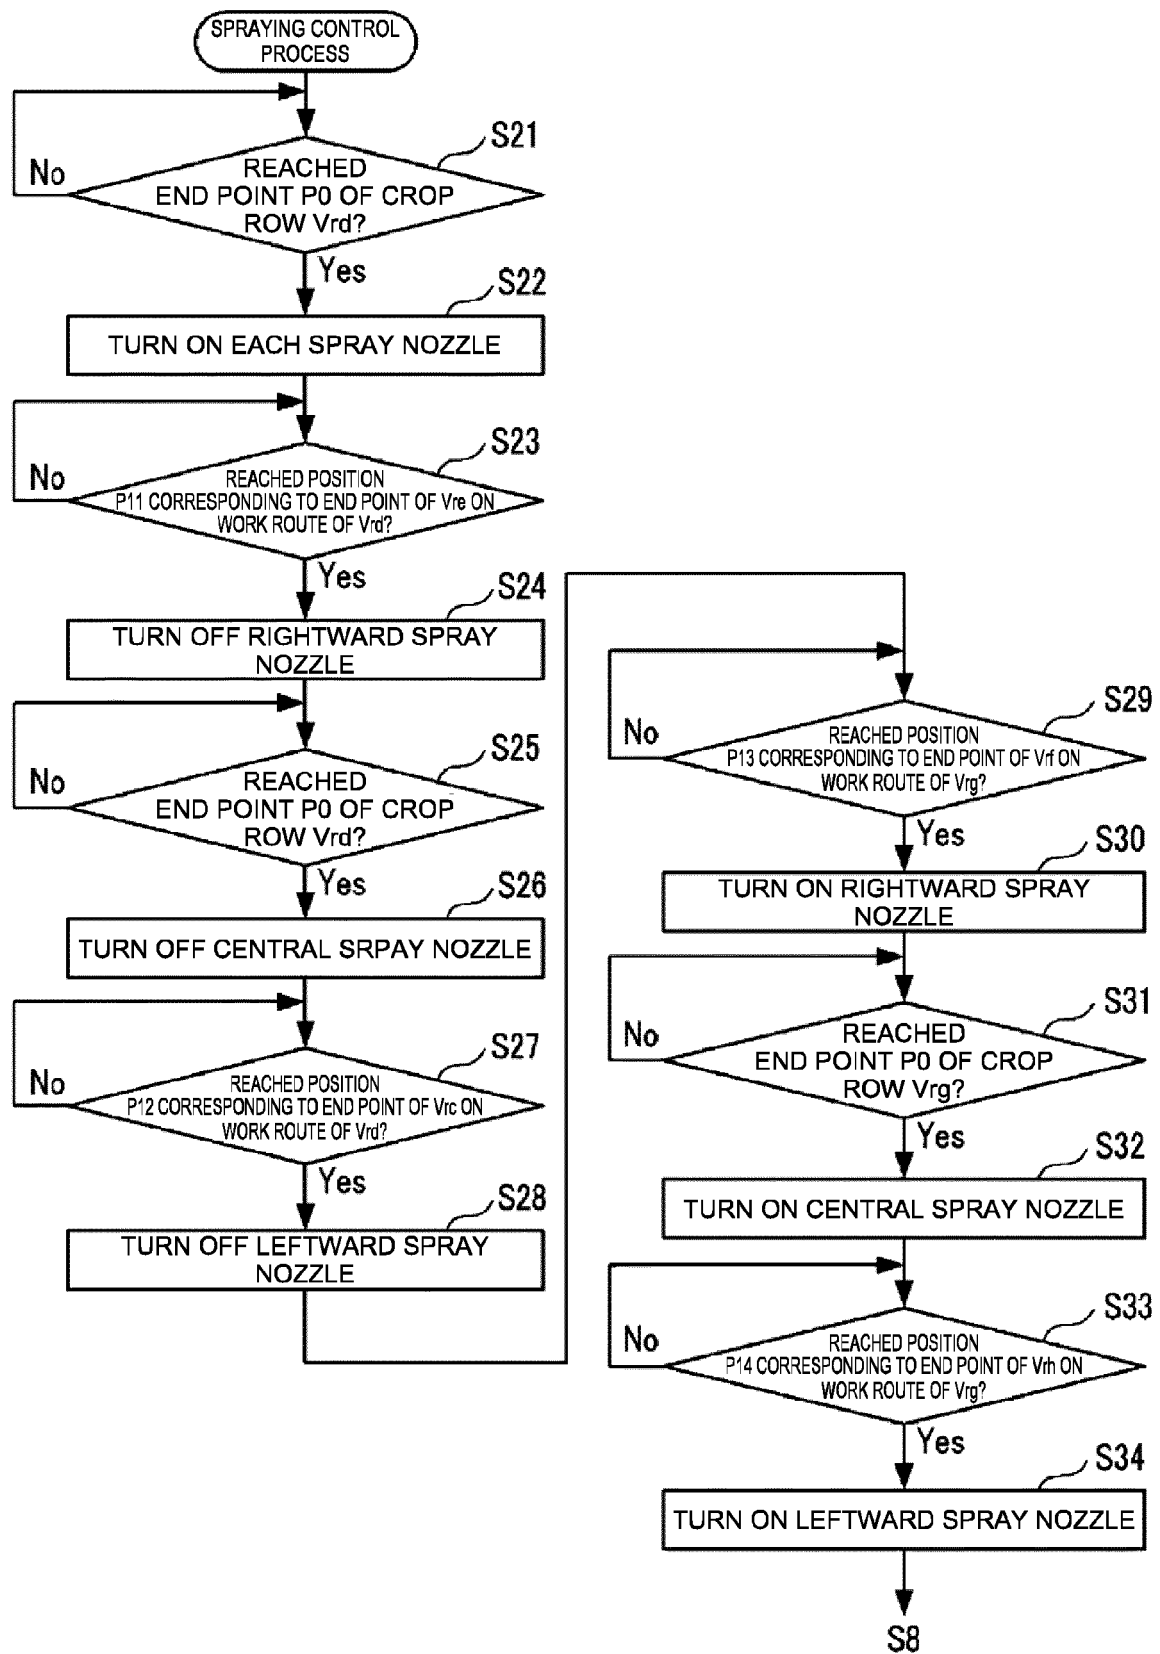 SPRAYING CONTROL
PROCESS
S21
REACHED
END POINT P0 OF CROP
ROW Vrd?
No
Yes
S22
TURN ON EACH SPRAY NOZZLE
S23
REACHED POSITION
P11 CORRESPONDING TO END POINT OF Vre ON
WORK ROUTE OF Vrd?
No
Yes
S24
TURN OFF RIGHTWARD SPRAY
NOZZLE
S25
REACHED
END POINT P0 OF CROP
ROW Vrd?
No
Yes
S26
TURN OFF CENTRAL SRPAY NOZZLE
S27
REACHED POSITION
P12 CORRESPONDING TO END POINT OF Vrc ON
WORK ROUTE OF Vrd?
No
Yes
S28
TURN OFF LEFTWARD SPRAY
NOZZLE
S29
REACHED POSITION
P13 CORRESPONDING TO END POINT OF Vrf ON
WORK ROUTE OF Vrg?
No
Yes
S30
TURN ON RIGHTWARD SPRAY
NOZZLE
S31
REACHED
END POINT P0 OF CROP
ROW Vrg?
No
Yes
S32
TURN ON CENTRAL SPRAY NOZZLE
S33
REACHED POSITION
P14 CORRESPONDING TO END POINT OF Vrh ON
WORK ROUTE OF Vrg?
No
Yes
S34
TURN ON LEFTWARD SPRAY NOZZLE
S8